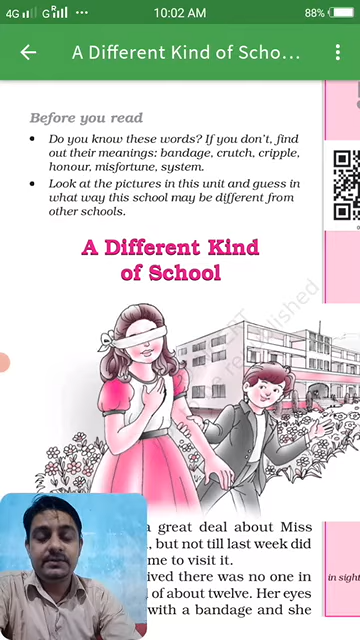 4G G R 10:02 AM 88%
A Different Kind of Scho...
Before you read
• Do you know these words? If you don't, find
out their meanings: bandage, crutch, cripple,
honour, misfortune, system.
• Look at the pictures in this unit and guess in
what way this school may be different from
other schools.
A Different Kind
of School
a great deal about Miss
, but not till last week did
me to visit it.
ived there was no one in
of about twelve. Her eyes
with a bandage and she
in sight